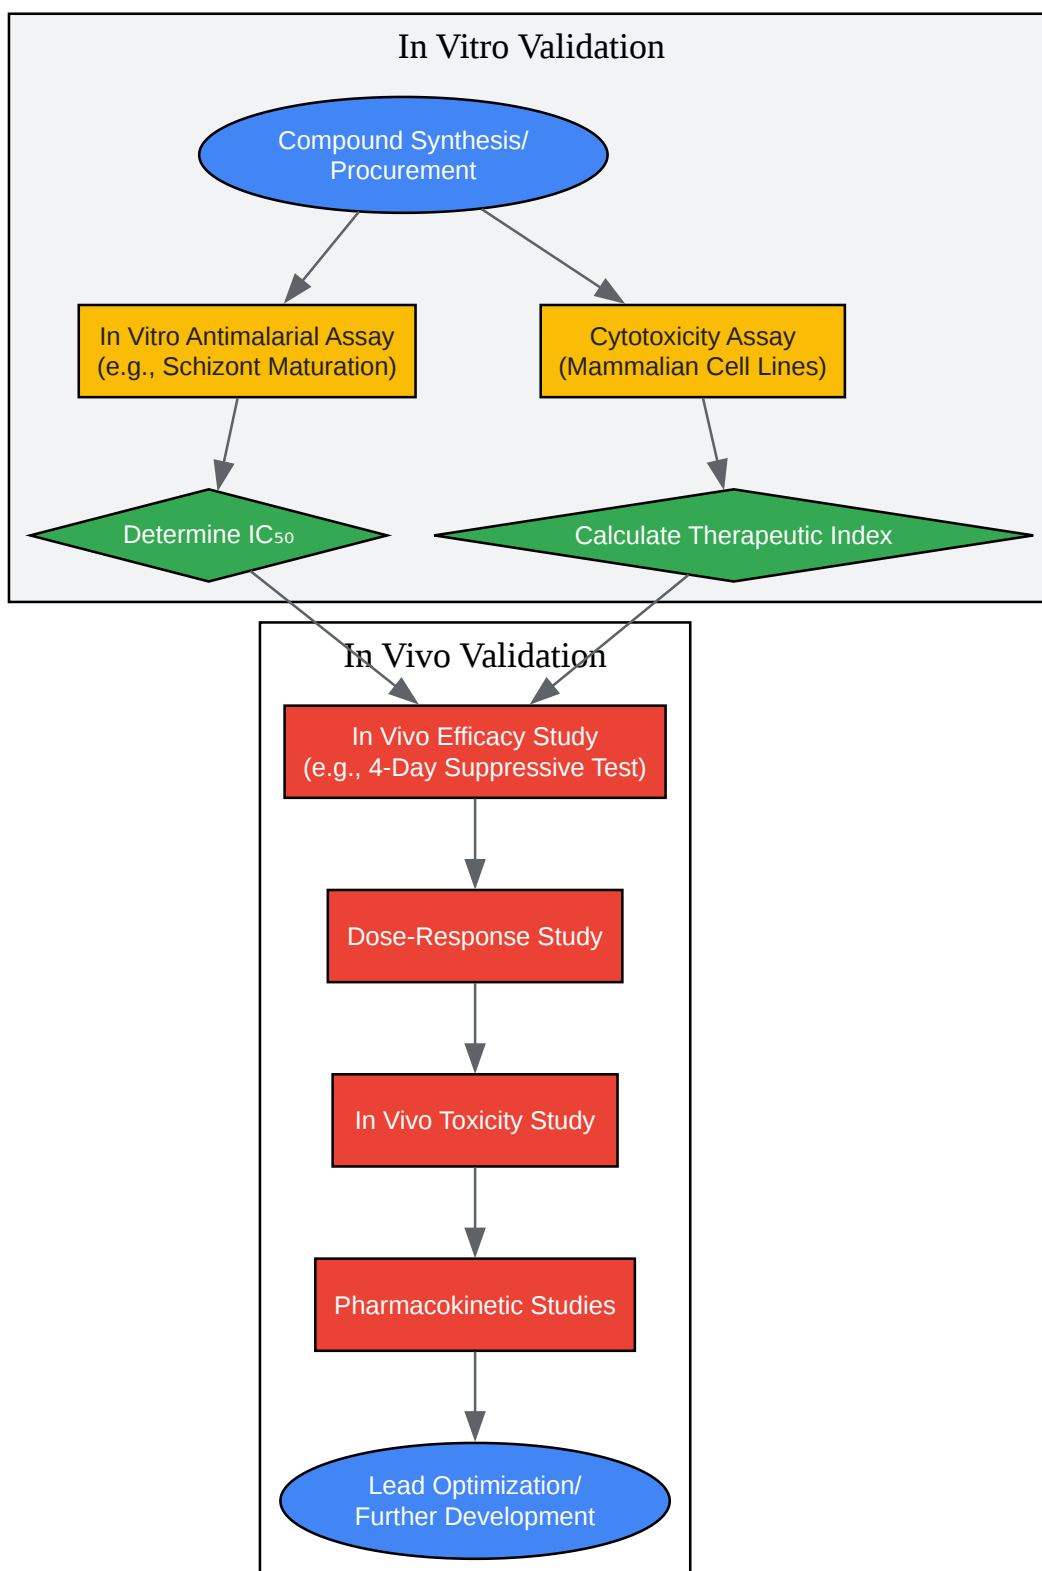 In Vitro Validation
Compound Synthesis/
Procurement
In Vitro Antimalarial Assay
(e.g., Schizont Maturation)
Cytotoxicity Assay
(Mammalian Cell Lines)
Determine IC₅₀
Calculate Therapeutic Index
In Vivo Validation
In Vivo Efficacy Study
(e.g., 4-Day Suppressive Test)
Dose-Response Study
In Vivo Toxicity Study
Pharmacokinetic Studies
Lead Optimization/
Further Development